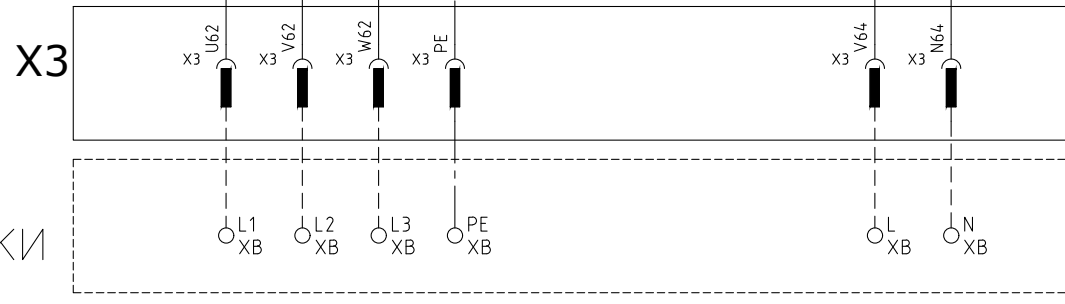 U62 V62 W62 PE V64 N64
X3 X3 X3 X3 X3 X3 X3
L1 L2 L3 PE L N
КИ XB XB XB XB XB XB